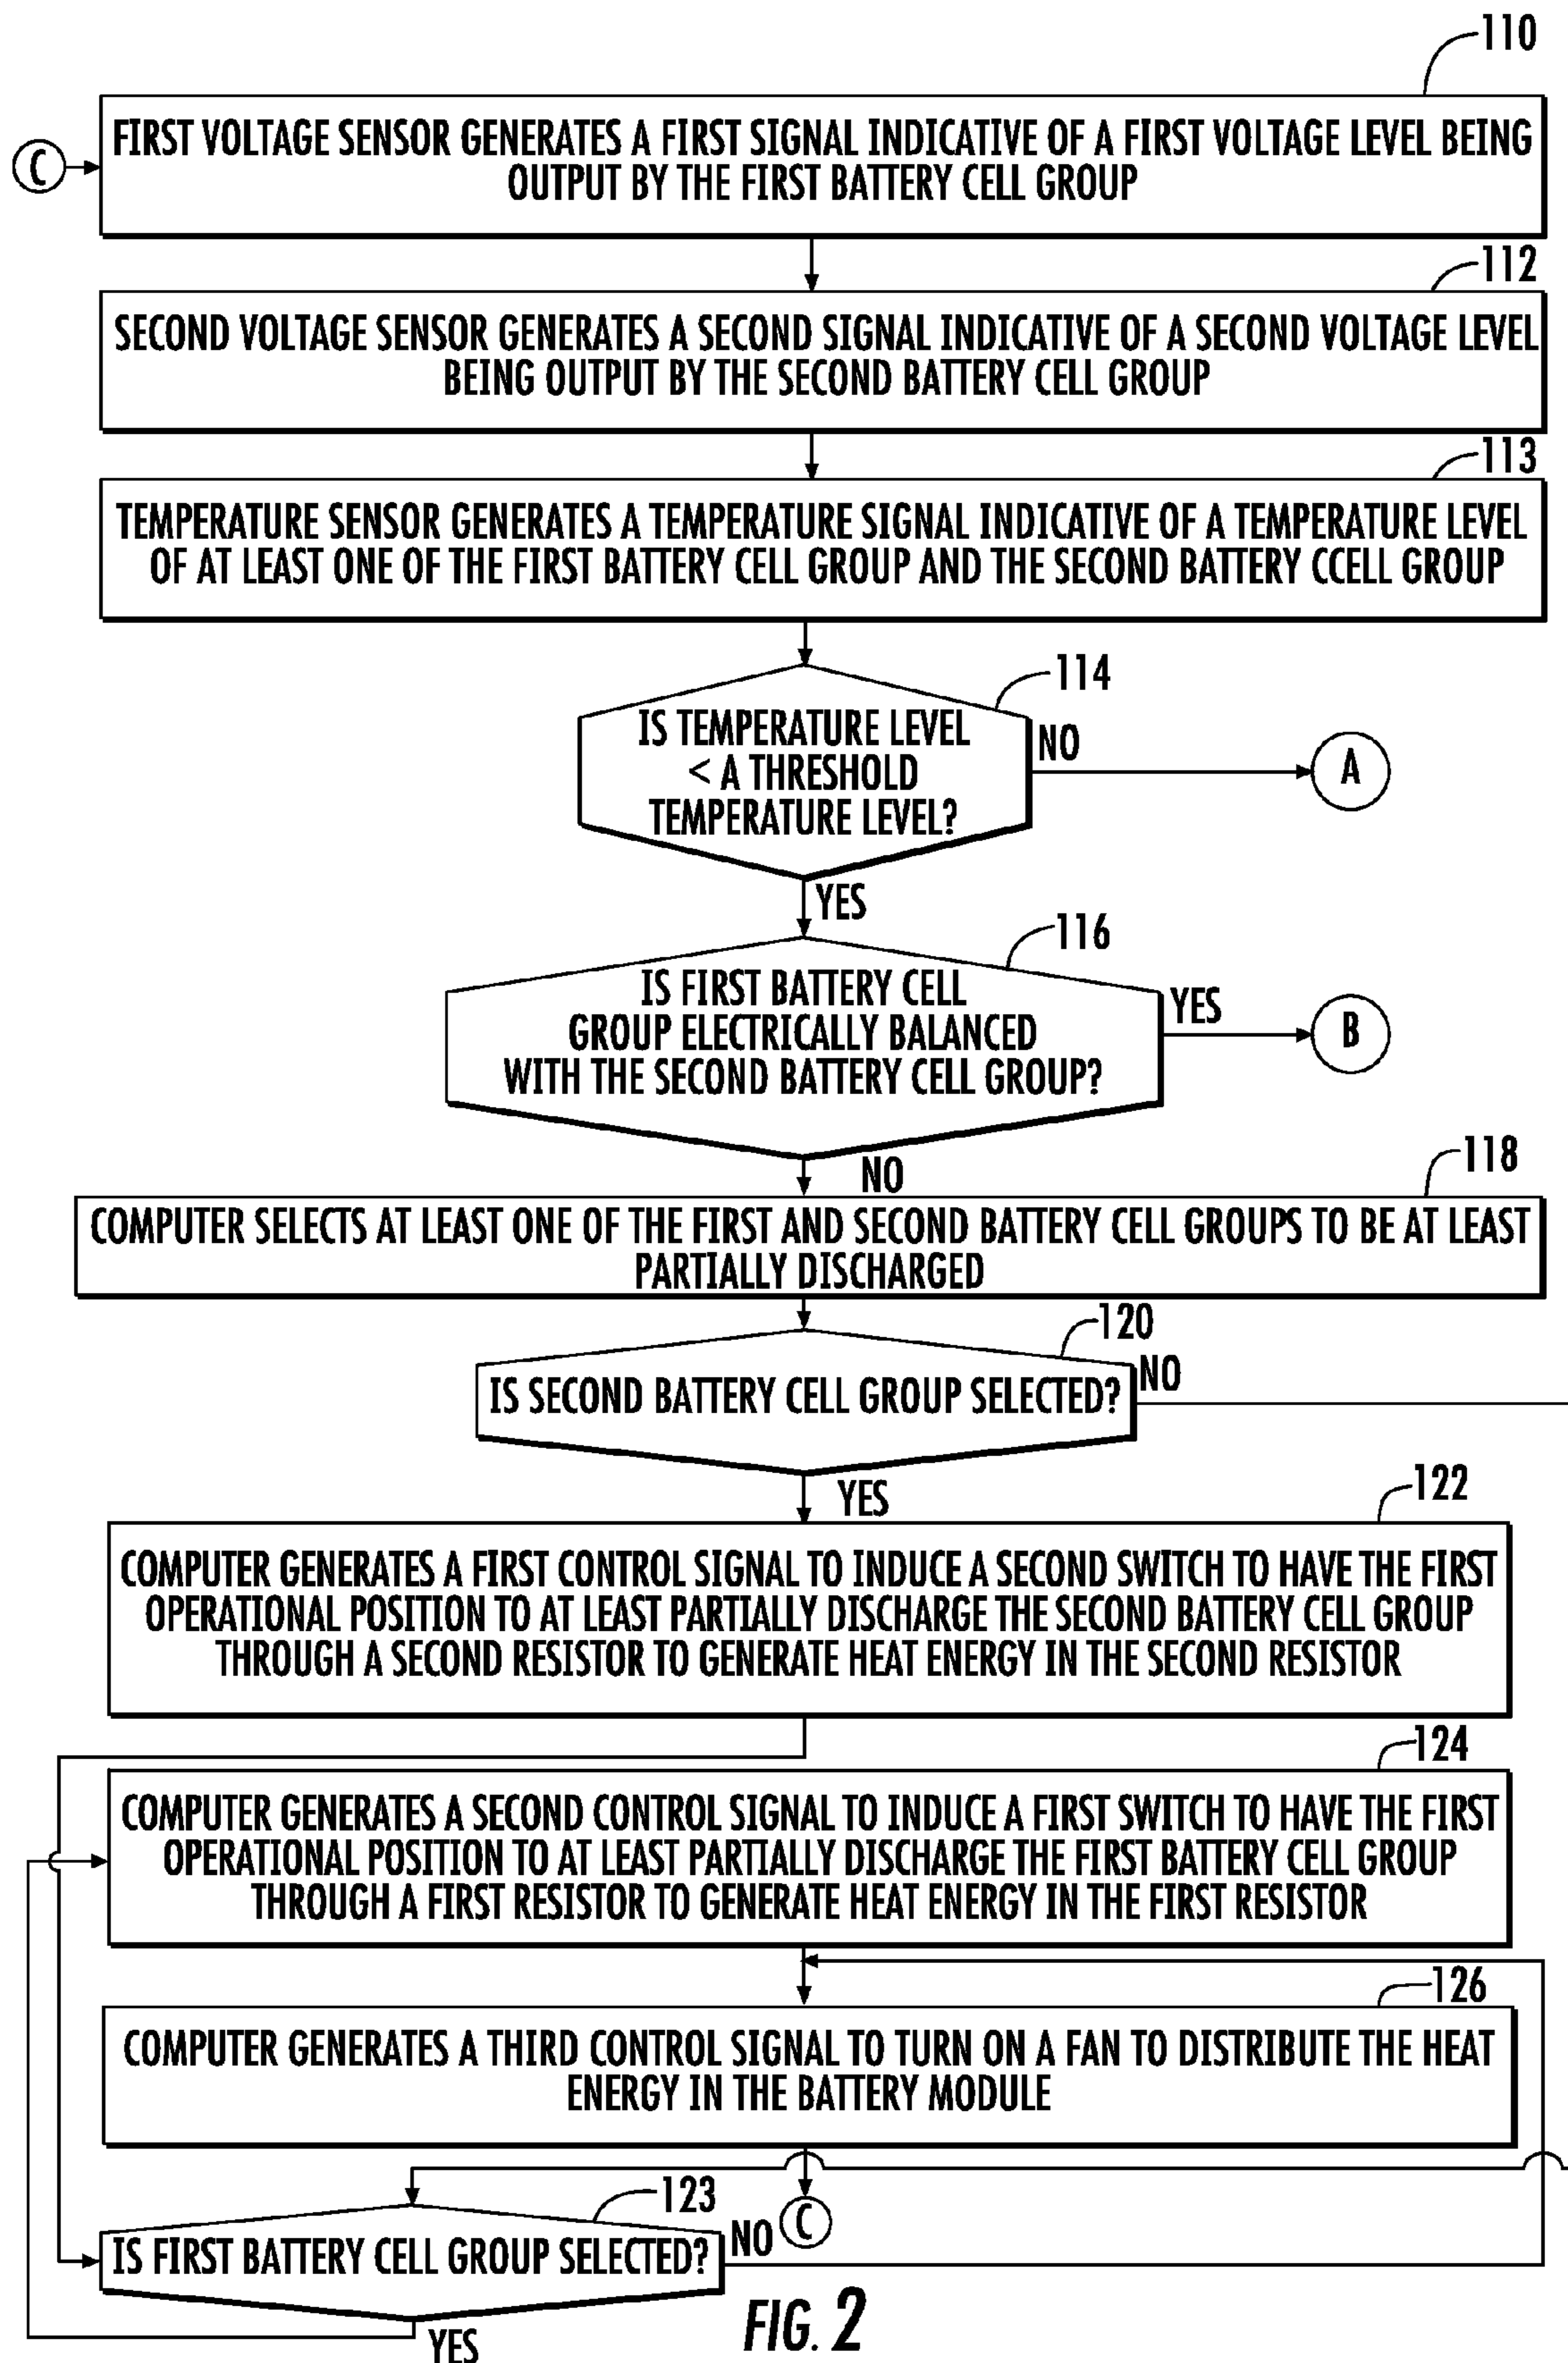 110
C
FIRST VOLTAGE SENSOR GENERATES A FIRST SIGNAL INDICATIVE OF A FIRST VOLTAGE LEVEL BEING
OUTPUT BY THE FIRST BATTERY CELL GROUP
112
SECOND VOLTAGE SENSOR GENERATES A SECOND SIGNAL INDICATIVE OF A SECOND VOLTAGE LEVEL
BEING OUTPUT BY THE SECOND BATTERY CELL GROUP
113
TEMPERATURE SENSOR GENERATES A TEMPERATURE SIGNAL INDICATIVE OF A TEMPERATURE LEVEL
OF AT LEAST ONE OF THE FIRST BATTERY CELL GROUP AND THE SECOND BATTERY CCELL GROUP
114
IS TEMPERATURE LEVEL
< A THRESHOLD
TEMPERATURE LEVEL?
NO
A
YES
116
IS FIRST BATTERY CELL
GROUP ELECTRICALLY BALANCED
WITH THE SECOND BATTERY CELL GROUP?
YES
B
NO
118
COMPUTER SELECTS AT LEAST ONE OF THE FIRST AND SECOND BATTERY CELL GROUPS TO BE AT LEAST
PARTIALLY DISCHARGED
120
IS SECOND BATTERY CELL GROUP SELECTED?
NO
YES
122
COMPUTER GENERATES A FIRST CONTROL SIGNAL TO INDUCE A SECOND SWITCH TO HAVE THE FIRST
OPERATIONAL POSITION TO AT LEAST PARTIALLY DISCHARGE THE SECOND BATTERY CELL GROUP
THROUGH A SECOND RESISTOR TO GENERATE HEAT ENERGY IN THE SECOND RESISTOR
124
COMPUTER GENERATES A SECOND CONTROL SIGNAL TO INDUCE A FIRST SWITCH TO HAVE THE FIRST
OPERATIONAL POSITION TO AT LEAST PARTIALLY DISCHARGE THE FIRST BATTERY CELL GROUP
THROUGH A FIRST RESISTOR TO GENERATE HEAT ENERGY IN THE FIRST RESISTOR
126
COMPUTER GENERATES A THIRD CONTROL SIGNAL TO TURN ON A FAN TO DISTRIBUTE THE HEAT
ENERGY IN THE BATTERY MODULE
123
C
IS FIRST BATTERY CELL GROUP SELECTED?
NO
YES
FIG. 2